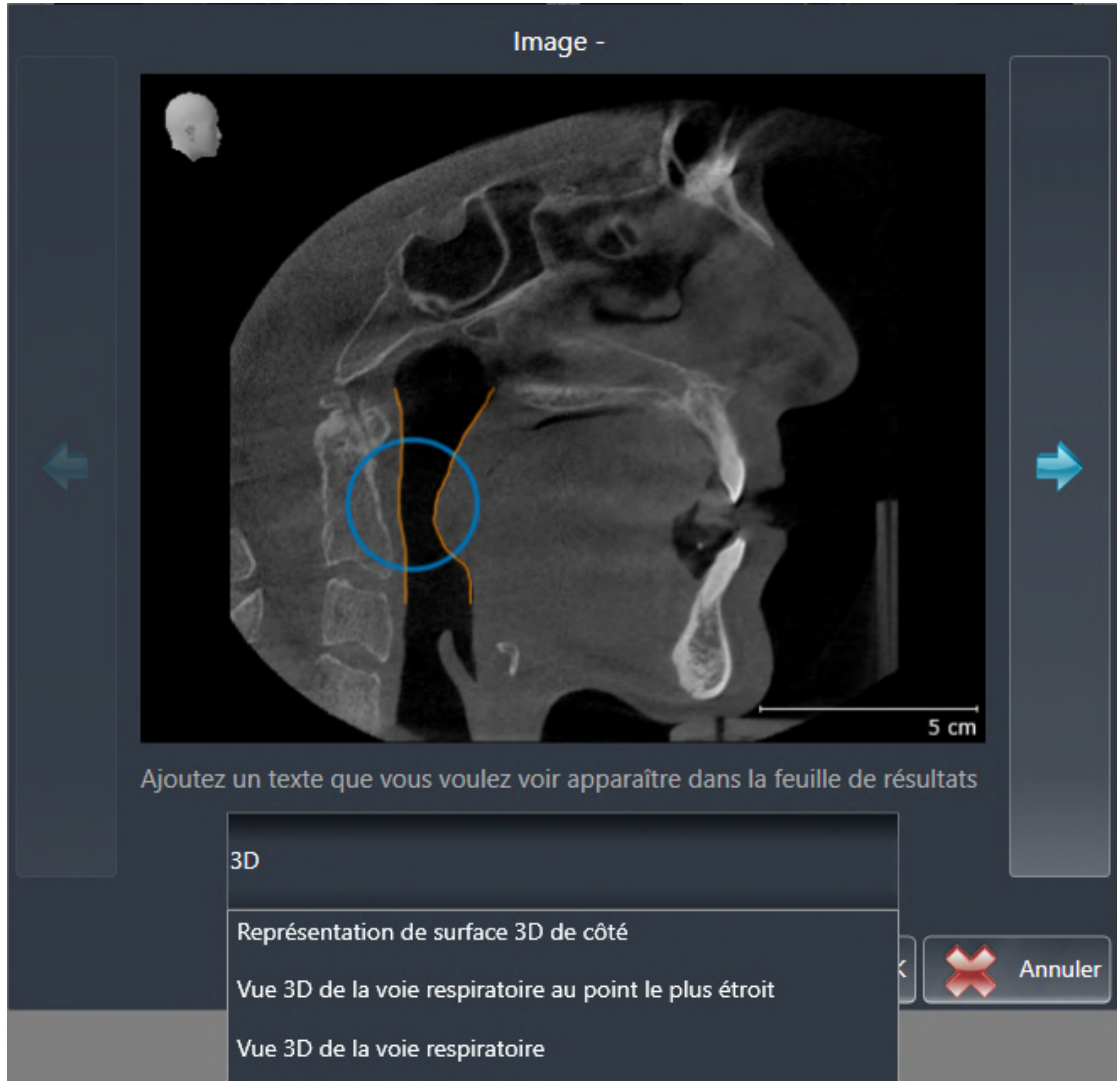 Image -
5 cm
Ajoutez un texte que vous voulez voir apparaître dans la feuille de résultats
3D
Représentation de surface 3D de côté
K Annuler
Vue 3D de la voie respiratoire au point le plus étroit
Vue 3D de la voie respiratoire